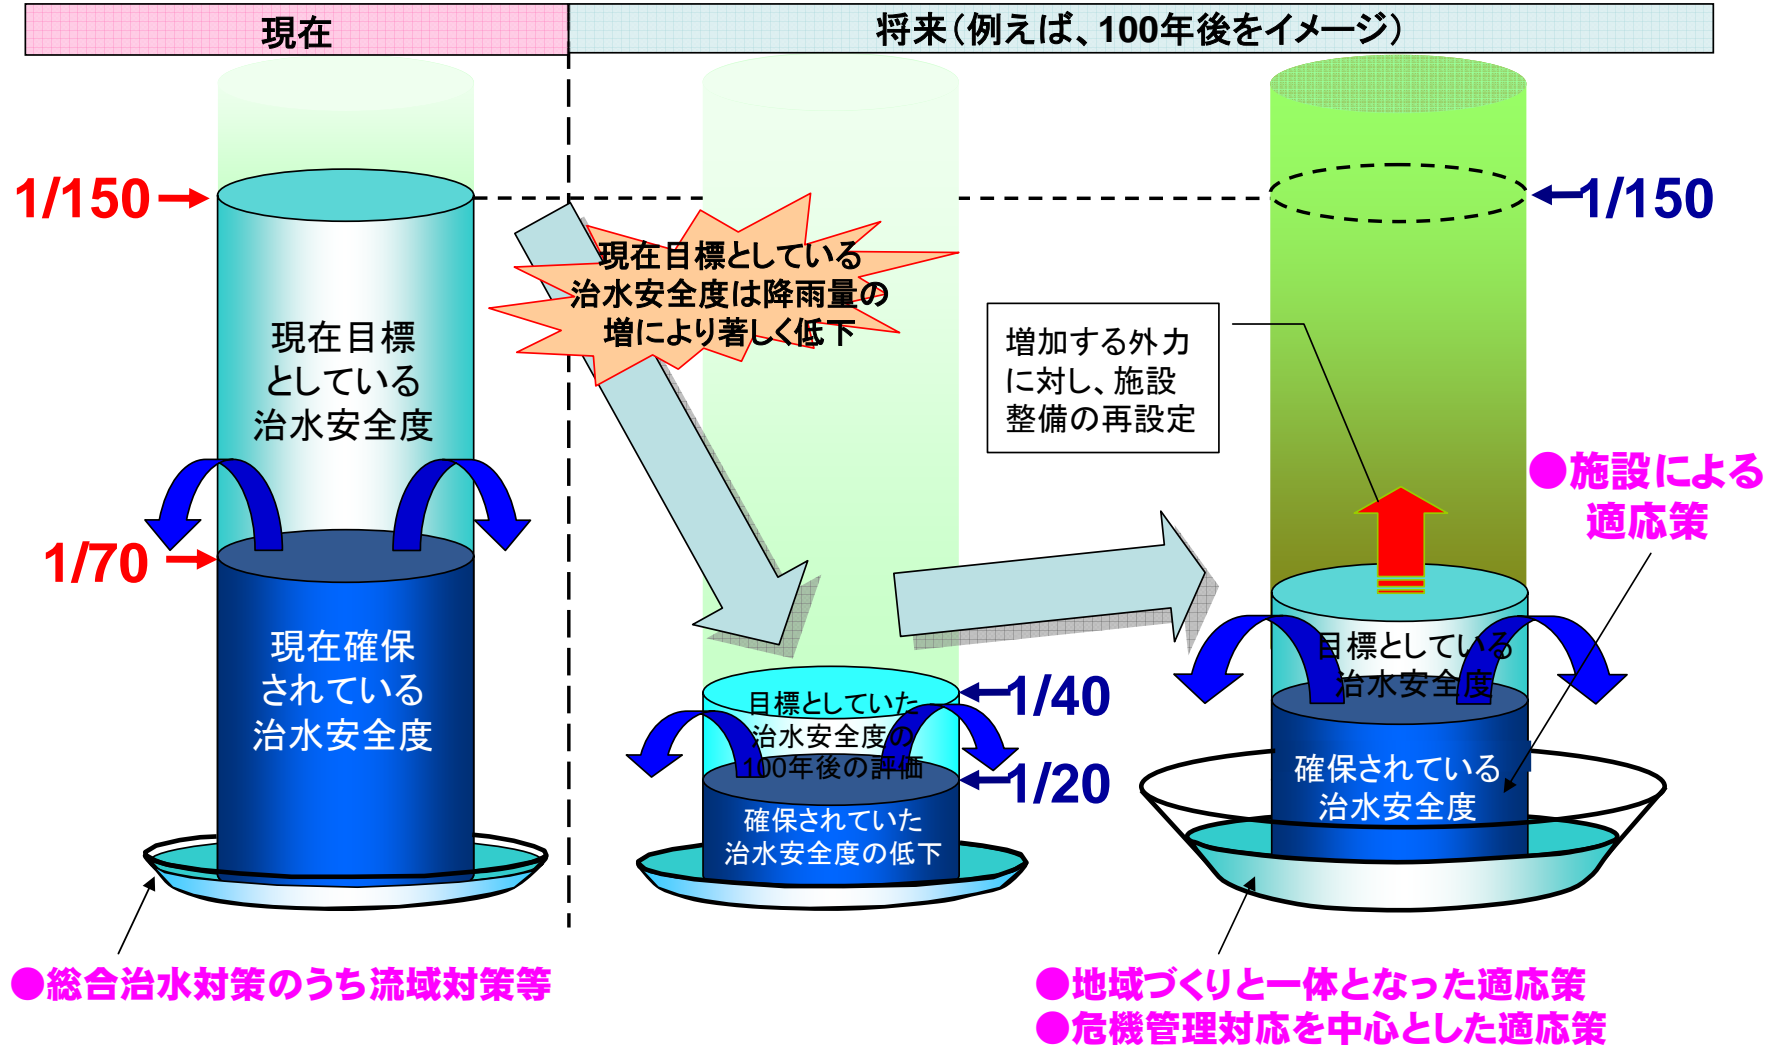 現在
将来(例えば、100年後をイメージ)
1/150
現在目標
としている
治水安全度
1/70
現在確保
されている
治水安全度
●総合治水対策のうち流域対策等
現在目標としている
治水安全度は降雨量の
増により著しく低下
目標としていた
治水安全度の
100年後の評価
1/40
1/20
確保されていた
治水安全度の低下
増加する外力
に対し、施設
整備の再設定
1/150
●施設による
適応策
目標としている
治水安全度
確保されている
治水安全度
●地域づくりと一体となった適応策
●危機管理対応を中心とした適応策